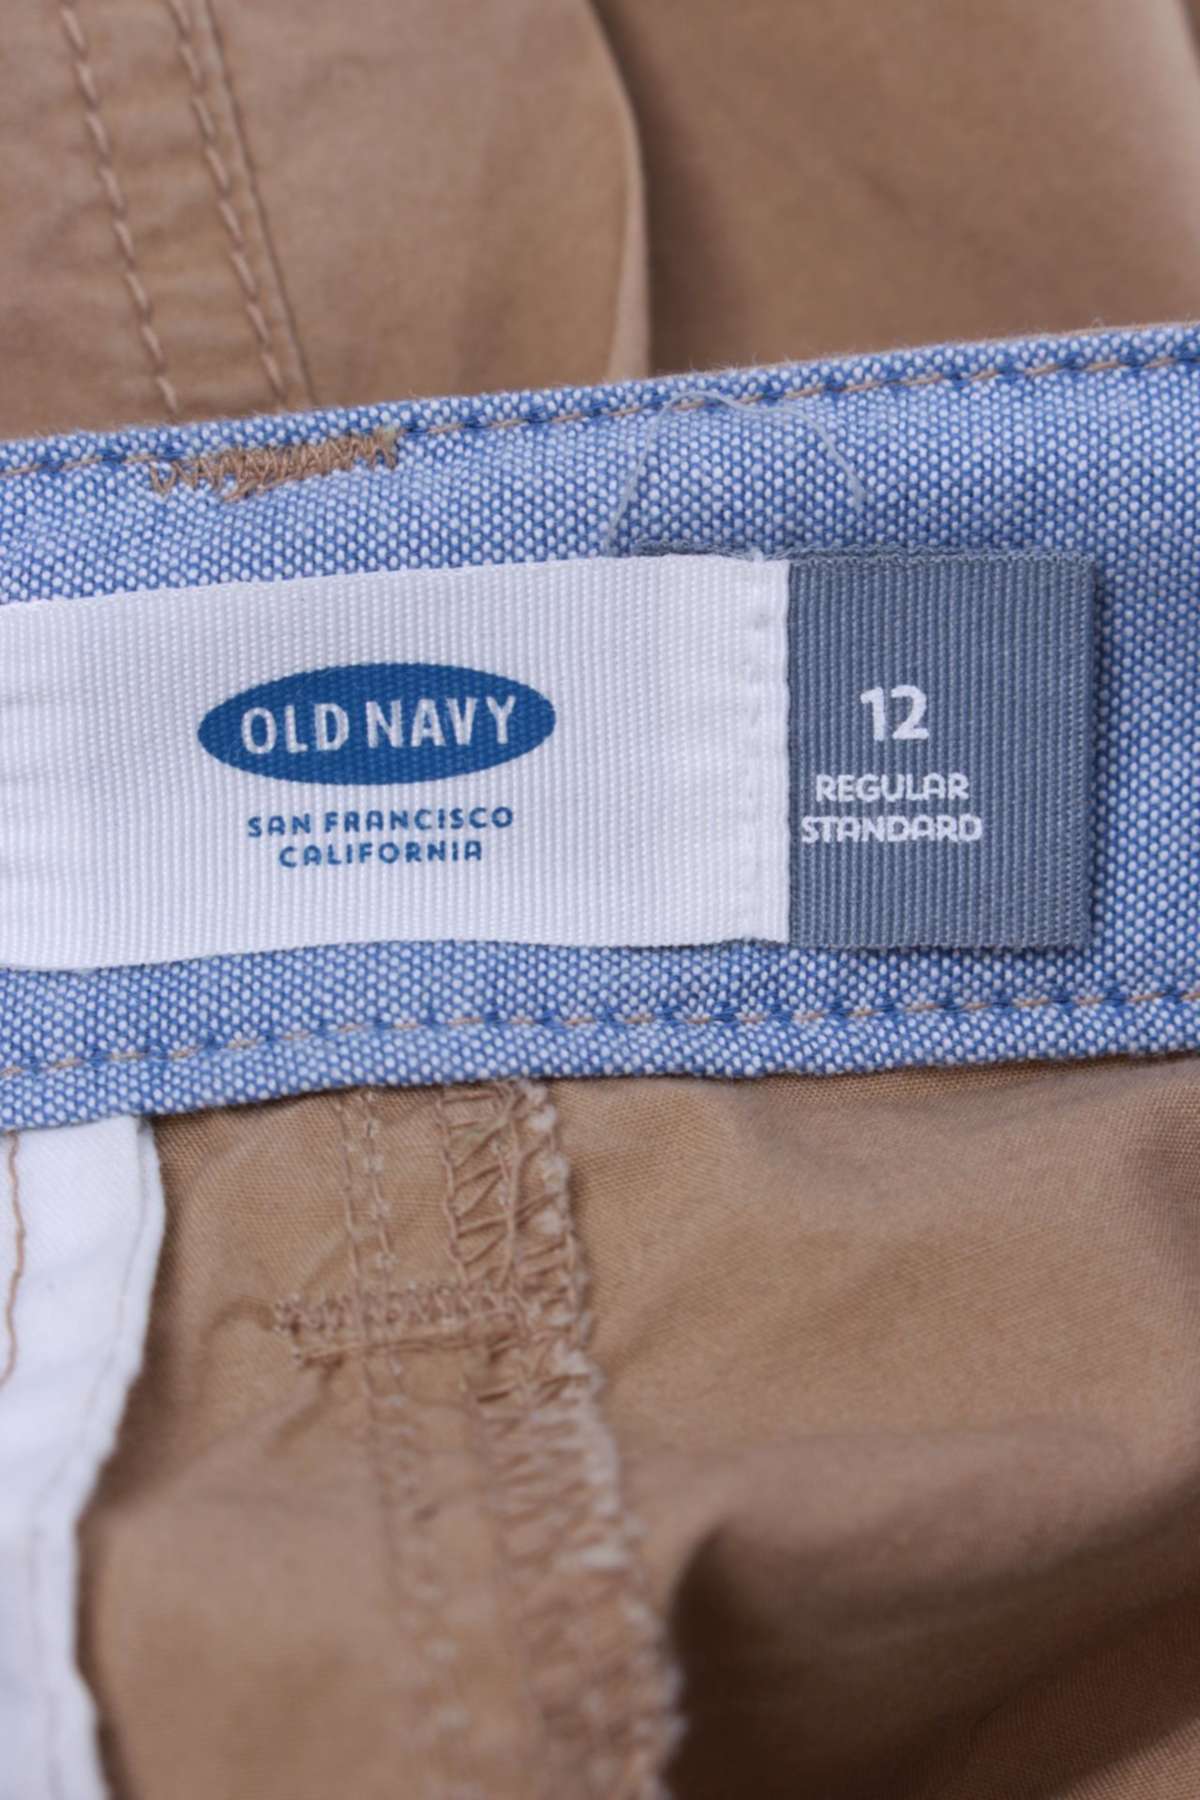 OLD NAVY
SAN FRANCISCO
CALIFORNIA
12
REGULAR
STANDARD